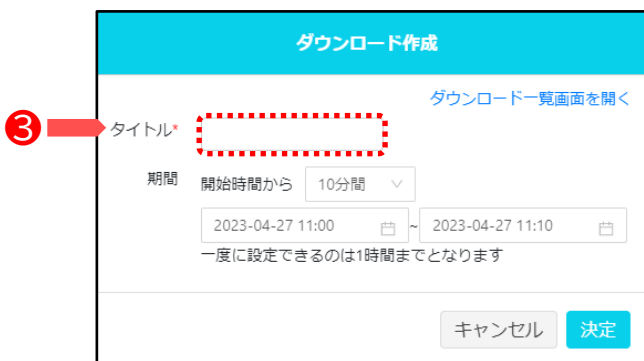 ダウンロード作成
ダウンロード一覧画面を開く
3 タイトル*
期間 開始時間から 10分間
2023-04-27 11:00 ~ 2023-04-27 11:10
一度に設定できるのは1時間までとなります
キャンセル 決定